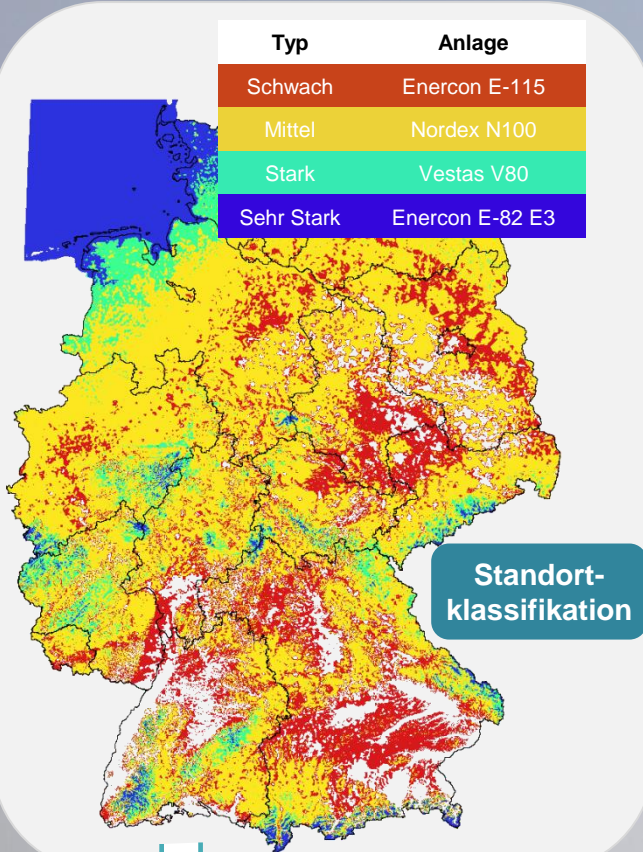 Typ Anlage
Schwach Enercon E-115
Mittel Nordex N100
Stark Vestas V80
Sehr Stark Enercon E-82 E3
Standort-
klassifikation